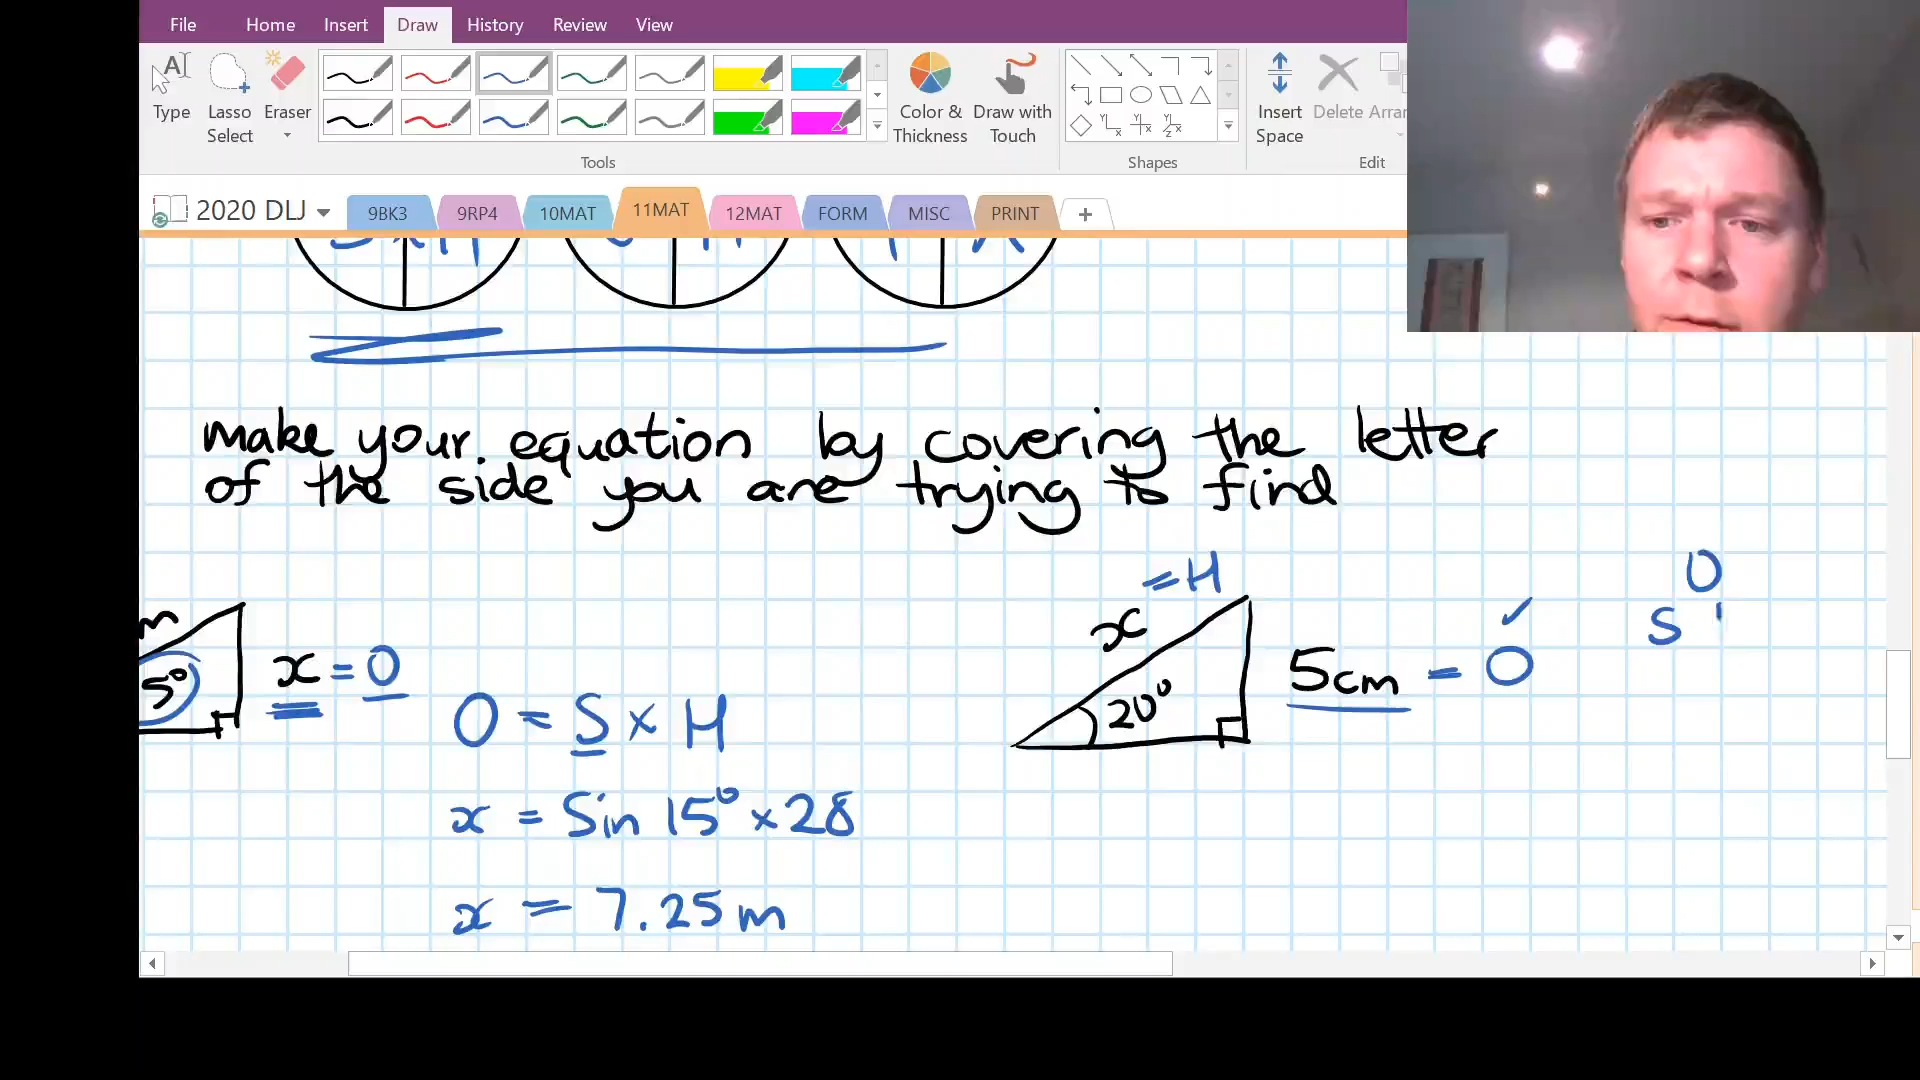 File Home Insert Draw History Review View
Type
Lasso Select
Eraser
Color & Thickness
Draw with Touch
Insert Space
Delete
Tools
Shapes
Edit
2020 DLJ 9BK3 9RP4 10MAT 11MAT 12MAT FORM MISC PRINT +
make your equation by covering the letter
of the side you are trying to find
5° x = O
O = S × H
x = Sin 15° × 28
x = 7.25 m
= H
x
20°
5cm = O ✓
O
S